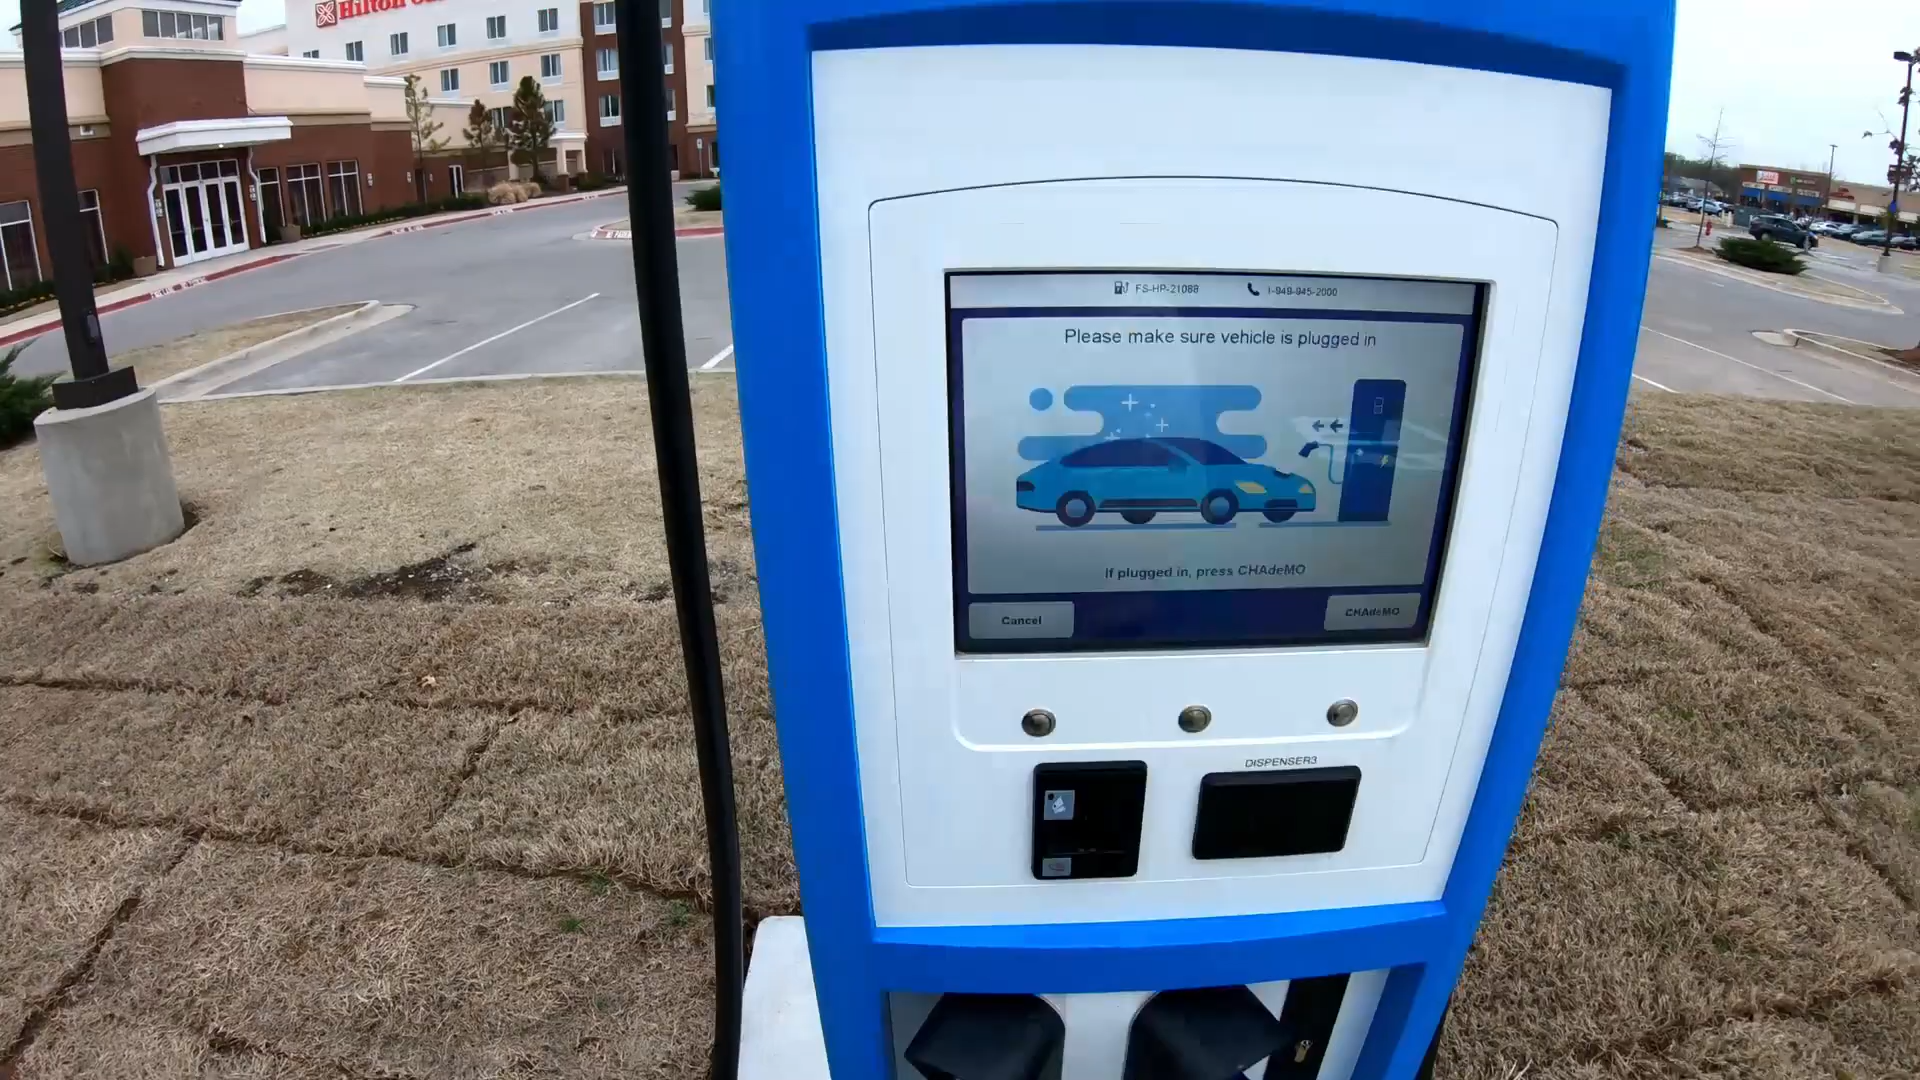 Hilton
FS-HP-21088
1-949-945-2000
Please make sure vehicle is plugged in
If plugged in, press CHAdeMO
Cancel
CHAdeMO
DISPENSER3